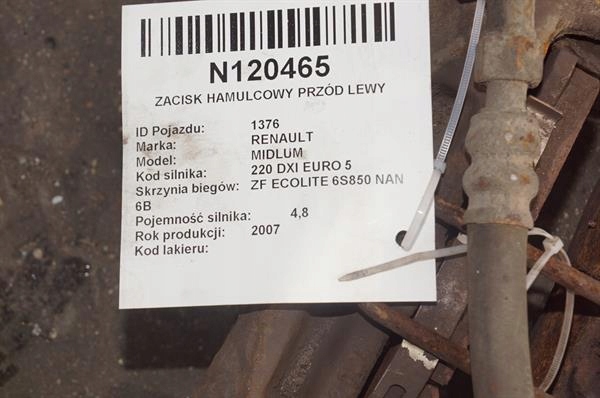 N120465
ZACISK HAMULCOWY PRZÓD LEWY
ID Pojazdu: 1376
Marka: RENAULT
Model: MIDLUM
Kod silnika: 220 DXI EURO 5
Skrzynia biegów: ZF ECOLITE 6S850 NAN
6B
Pojemność silnika: 4,8
Rok produkcji: 2007
Kod lakieru: